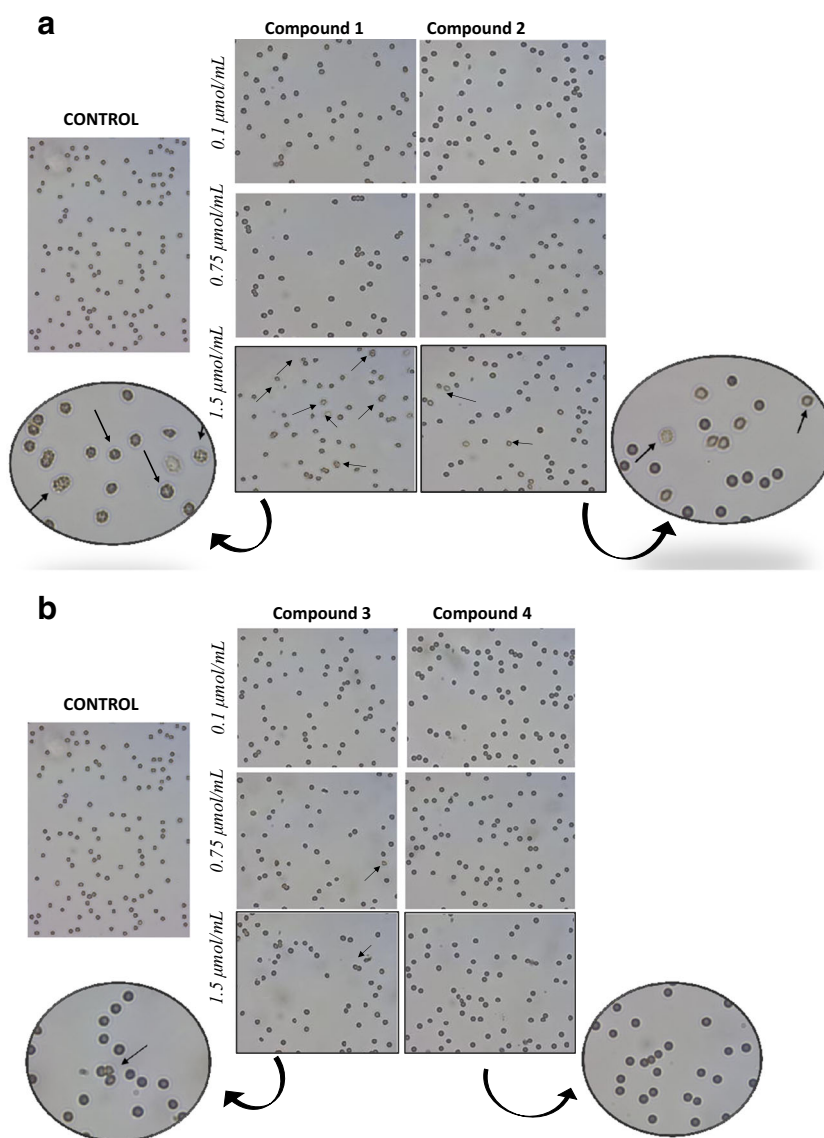 a
Compound 1
Compound 2
CONTROL
0.1 µmol/mL
0.75 µmol/mL
1.5 µmol/mL
b
Compound 3
Compound 4
CONTROL
0.1 µmol/mL
0.75 µmol/mL
1.5 µmol/mL